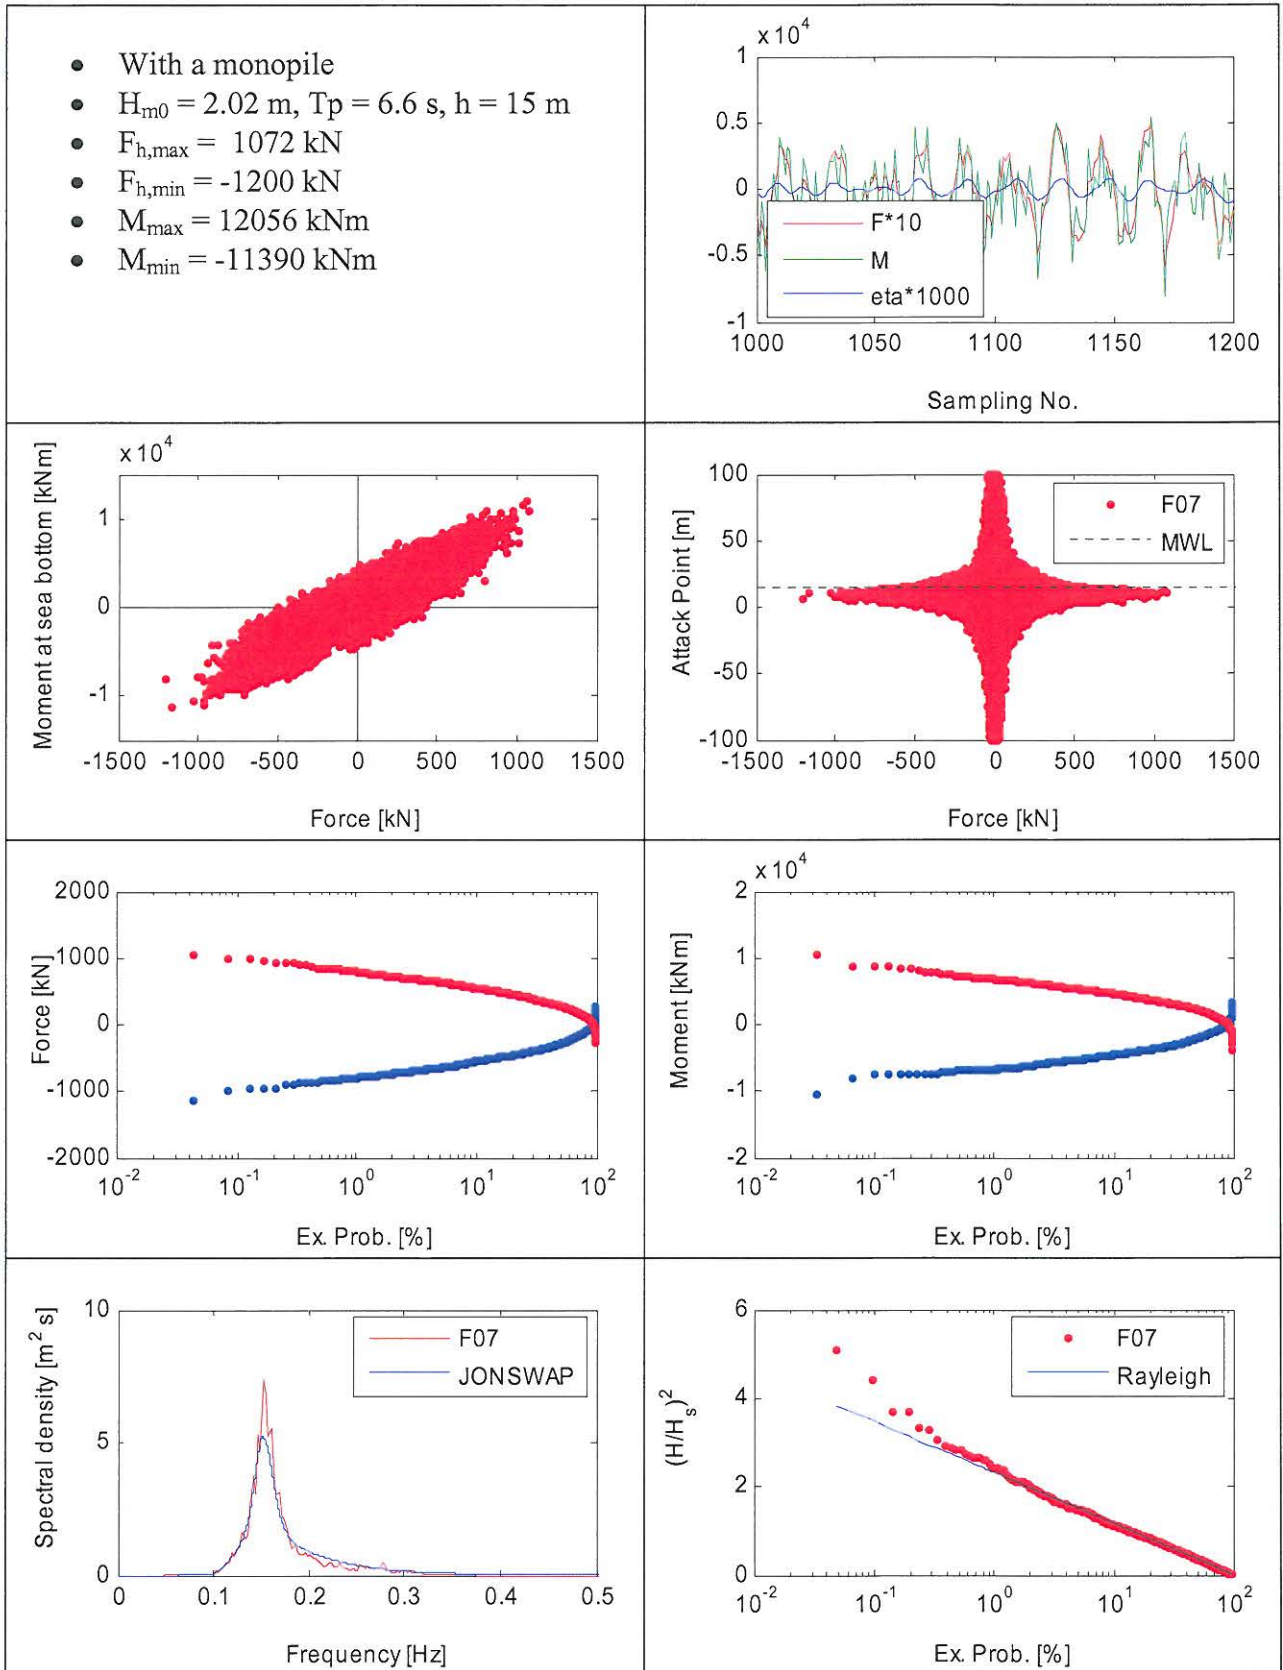 • With a monopile
• Hm0 = 2.02 m, Tp = 6.6 s, h = 15 m
• Fh,max = 1072 kN
• Fh,min = -1200 kN
• Mmax = 12056 kNm
• Mmin = -11390 kNm
x 10^4
1
0.5
0
-0.5
-1
F*10
M
eta*1000
1000 1050 1100 1150 1200
Sampling No.
Moment at sea bottom [kNm]
x 10^4
1
0
-1
-1500 -1000 -500 0 500 1000 1500
Force [kN]
Attack Point [m]
100
50
0
-50
-100
F07
MWL
-1500 -1000 -500 0 500 1000 1500
Force [kN]
Force [kN]
2000
1000
0
-1000
-2000
10^-2 10^-1 10^0 10^1 10^2
Ex. Prob. [%]
Moment [kNm]
x 10^4
2
1
0
-1
-2
10^-2 10^-1 10^0 10^1 10^2
Ex. Prob. [%]
Spectral density [m^2 s]
10
5
0
F07
JONSWAP
0 0.1 0.2 0.3 0.4 0.5
Frequency [Hz]
(H/Hs)^2
6
4
2
0
F07
Rayleigh
10^-2 10^-1 10^0 10^1 10^2
Ex. Prob. [%]